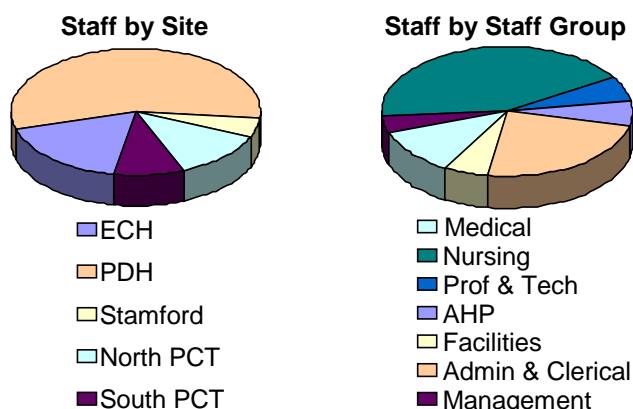 Staff by Site
ECH
PDH
Stamford
North PCT
South PCT
Staff by Staff Group
Medical
Nursing
Prof & Tech
AHP
Facilities
Admin & Clerical
Management